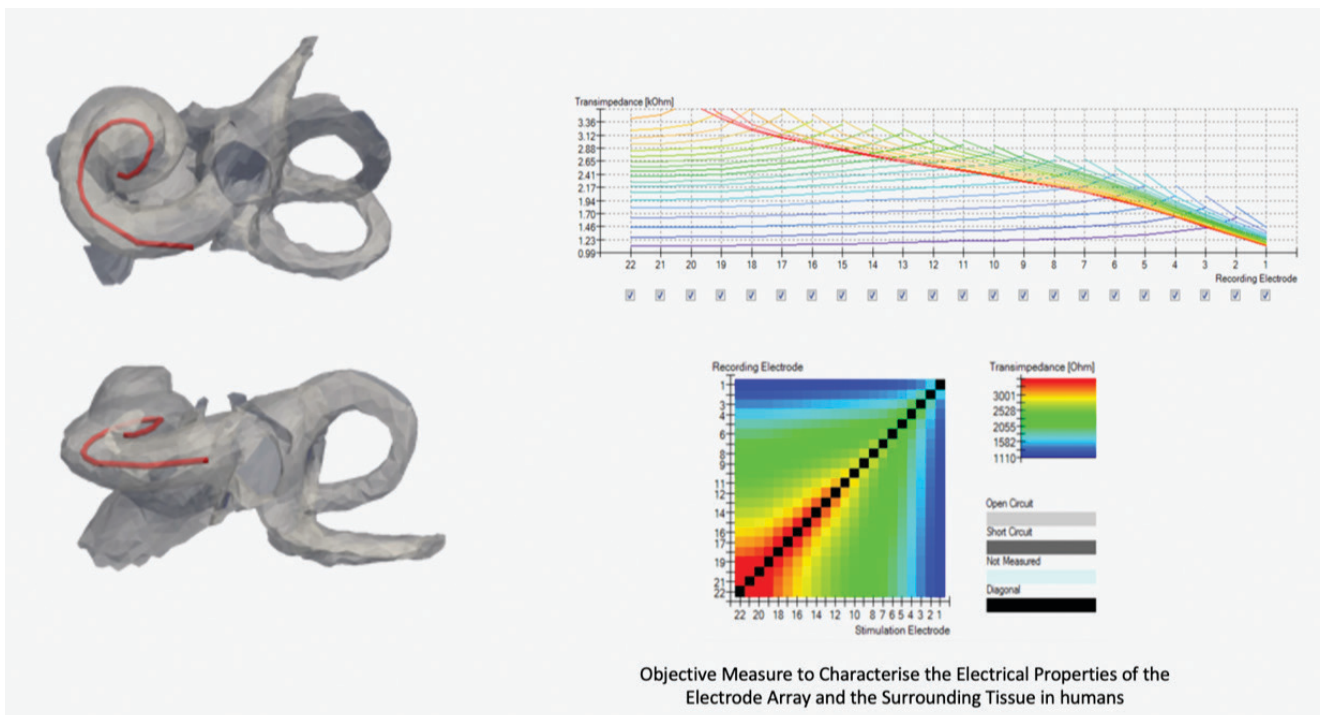 Transimpedance [kOhm]
3.36
3.12
2.88
2.65
2.41
2.17
1.94
1.70
1.46
1.23
0.99
22 21 20 19 18 17 16 15 14 13 12 11 10 9 8 7 6 5 4 3 2 1
Recording Electrode
Recording Electrode
1
3
4
6
8
9
11
12
14
16
17
19
21
22
22 20 18 16 14 12 10 8 7 6 5 4 3 2 1
Stimulation Electrode
Transimpedance [Ohm]
3001
2528
2055
1582
1110
Open Circuit
Short Circuit
Not Measured
Diagonal
Objective Measure to Characterise the Electrical Properties of the
Electrode Array and the Surrounding Tissue in humans